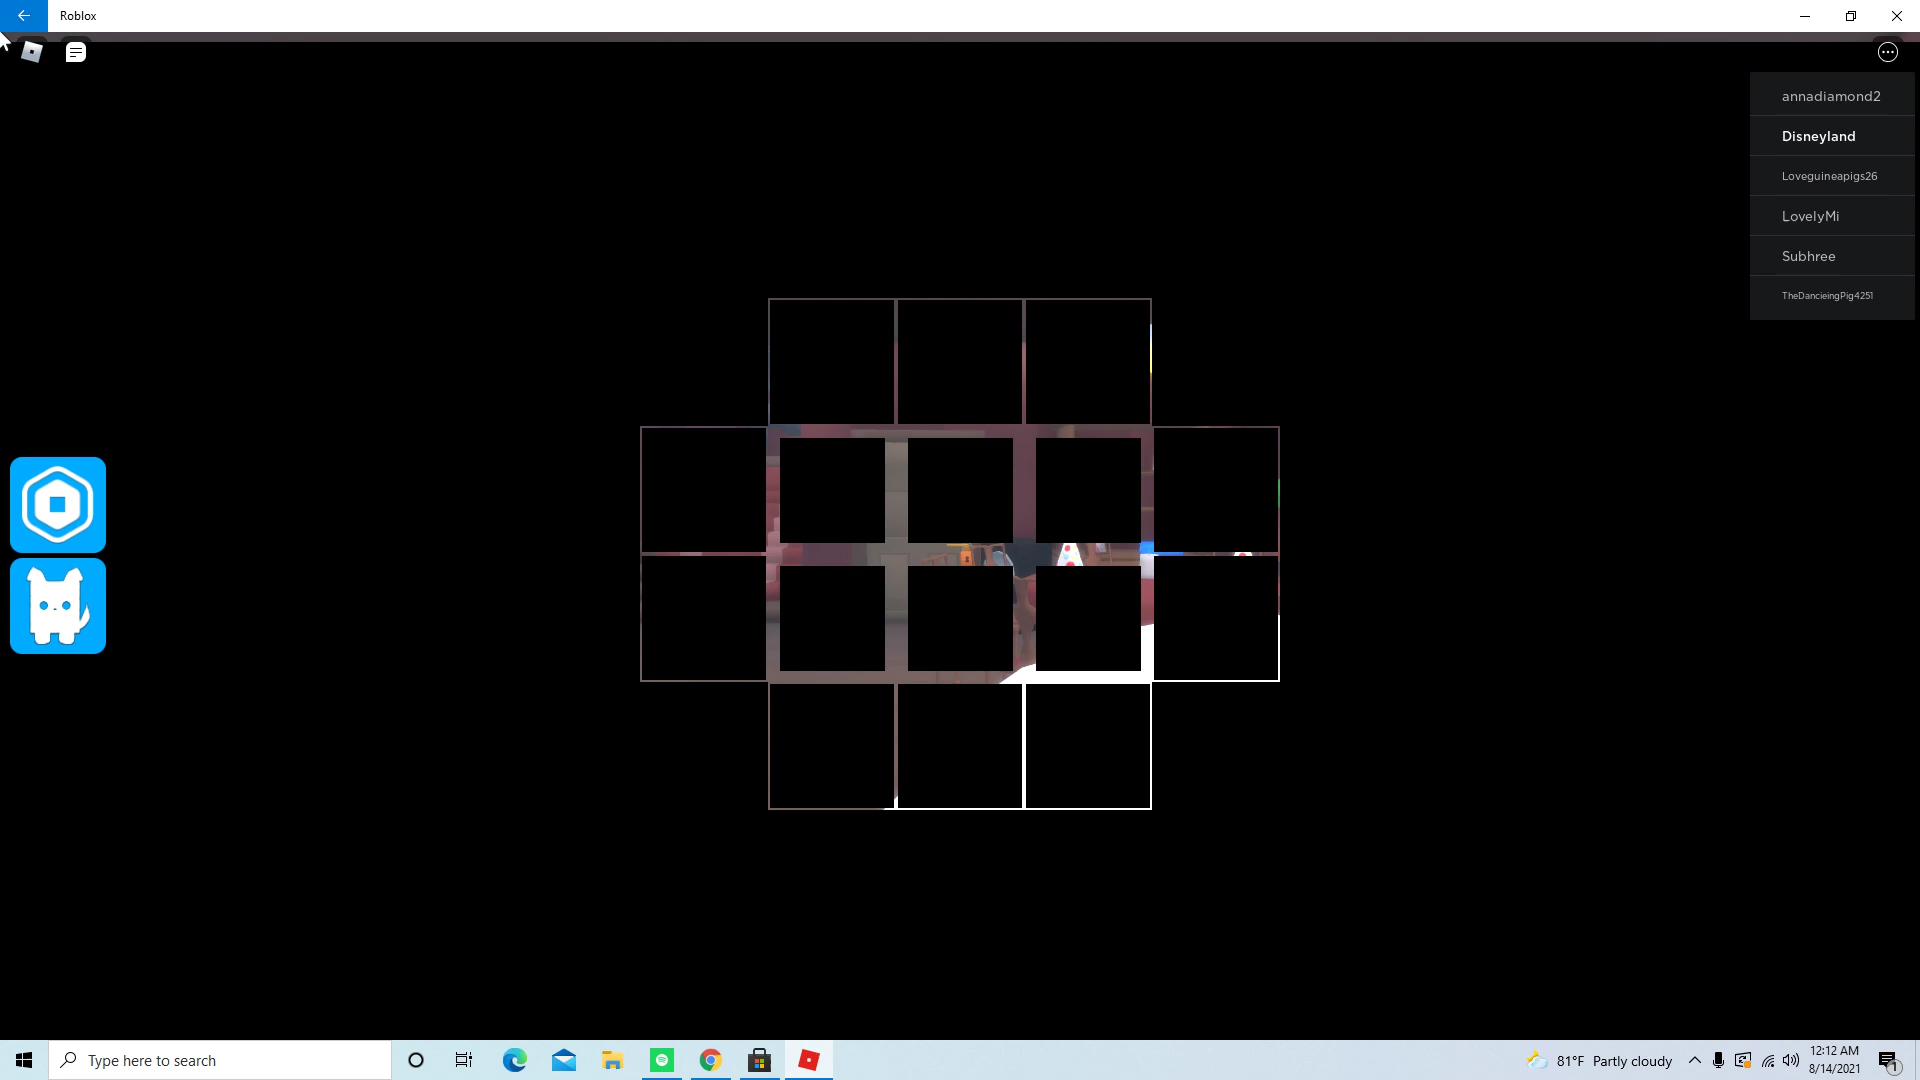 Roblox
annadiamond2
Disneyland
Loveguineapigs26
LovelyMi
Subhree
TheDancieingPig4251
Type here to search
81°F Partly cloudy
12:12 AM
8/14/2021
1